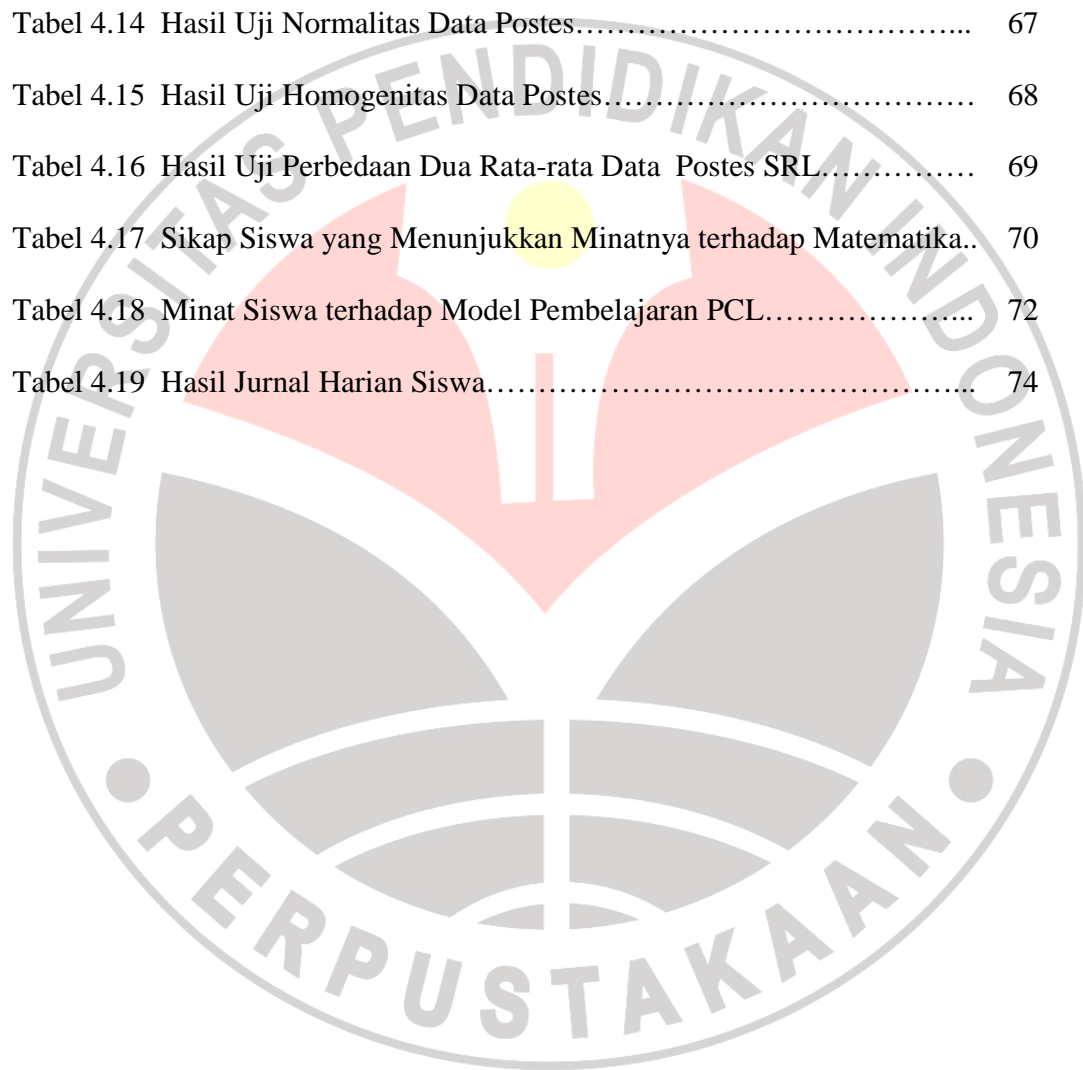 Tabel 4.14  Hasil Uji Normalitas Data Postes………………………………... 67
Tabel 4.15  Hasil Uji Homogenitas Data Postes……………………………… 68
Tabel 4.16  Hasil Uji Perbedaan Dua Rata-rata Data  Postes SRL…………… 69
Tabel 4.17  Sikap Siswa yang Menunjukkan Minatnya terhadap Matematika.. 70
Tabel 4.18  Minat Siswa terhadap Model Pembelajaran PCL………………... 72
Tabel 4.19  Hasil Jurnal Harian Siswa………………………………………... 74
UNIVERSITAS PENDIDIKAN INDONESIA
PERPUSTAKAAN